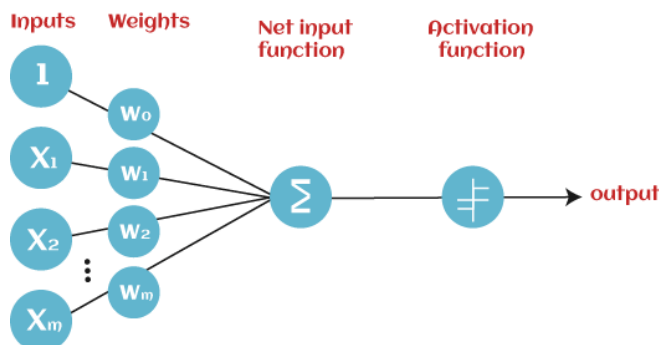 Inputs
Weights
Net input
function
Activation
function
1
W0
X1
W1
Σ
output
X2
W2
Wm
Xm